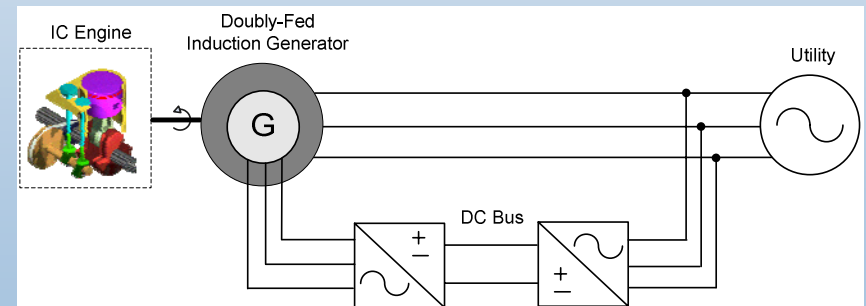 IC Engine
Doubly-Fed
Induction Generator
Utility
G
DC Bus
+
−
+
−